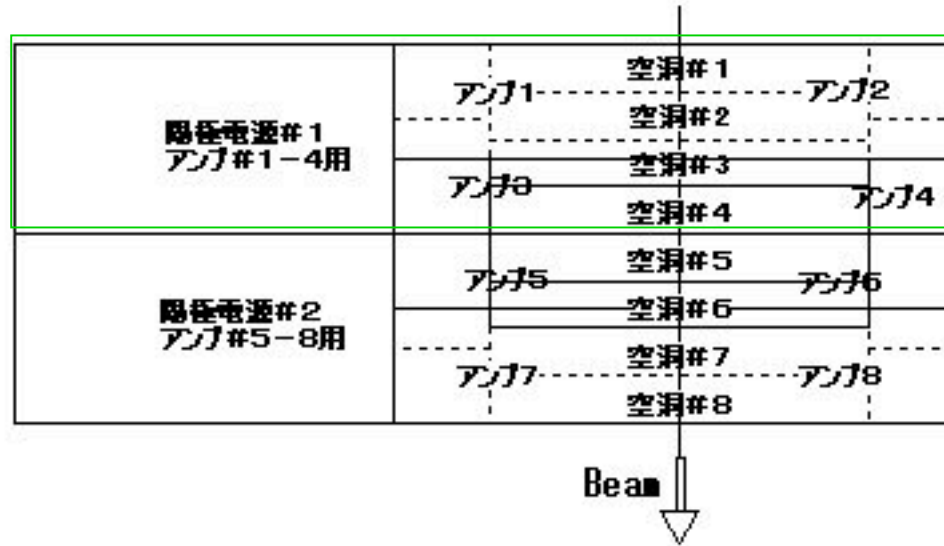 空洞#1
アンプ1
アンプ2
空洞#2
陽極電源#1
アンプ#1-4用
空洞#3
アンプ3
アンプ4
空洞#4
空洞#5
アンプ5
アンプ6
陽極電源#2
アンプ#5-8用
空洞#6
空洞#7
アンプ7
アンプ8
空洞#8
Beam